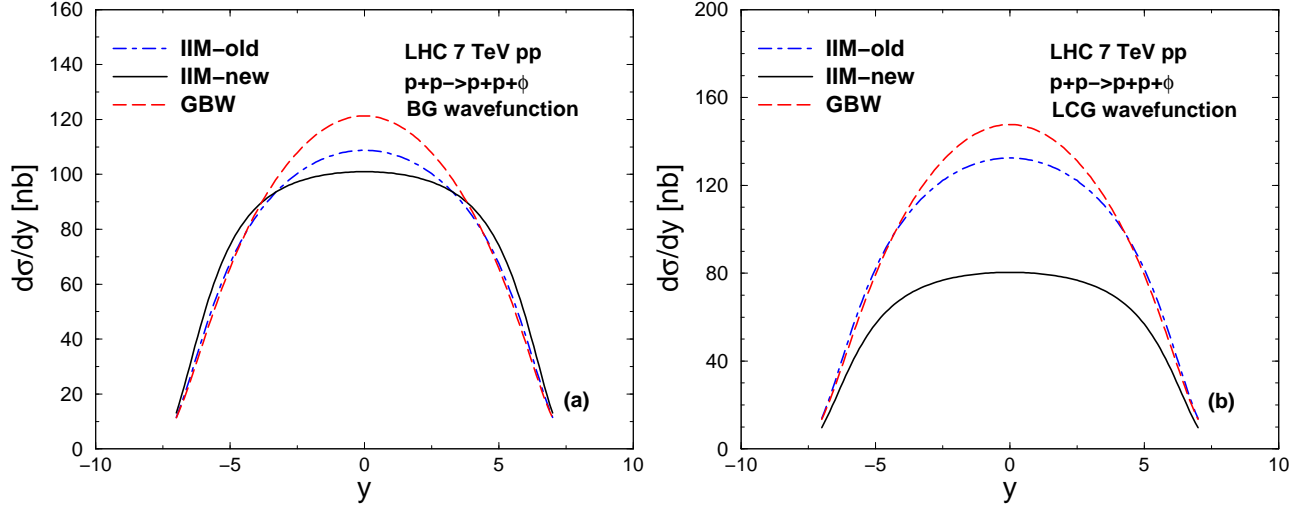 160
140
120
100
80
60
40
20
0
−10
−5
0
5
10
y
dσ/dy [nb]
IIM−old
IIM−new
GBW
LHC 7 TeV pp
p+p−>p+p+ϕ
BG wavefunction
(a)
200
160
120
80
40
0
−10
−5
0
5
10
y
dσ/dy [nb]
IIM−old
IIM−new
GBW
LHC 7 TeV pp
p+p−>p+p+ϕ
LCG wavefunction
(b)